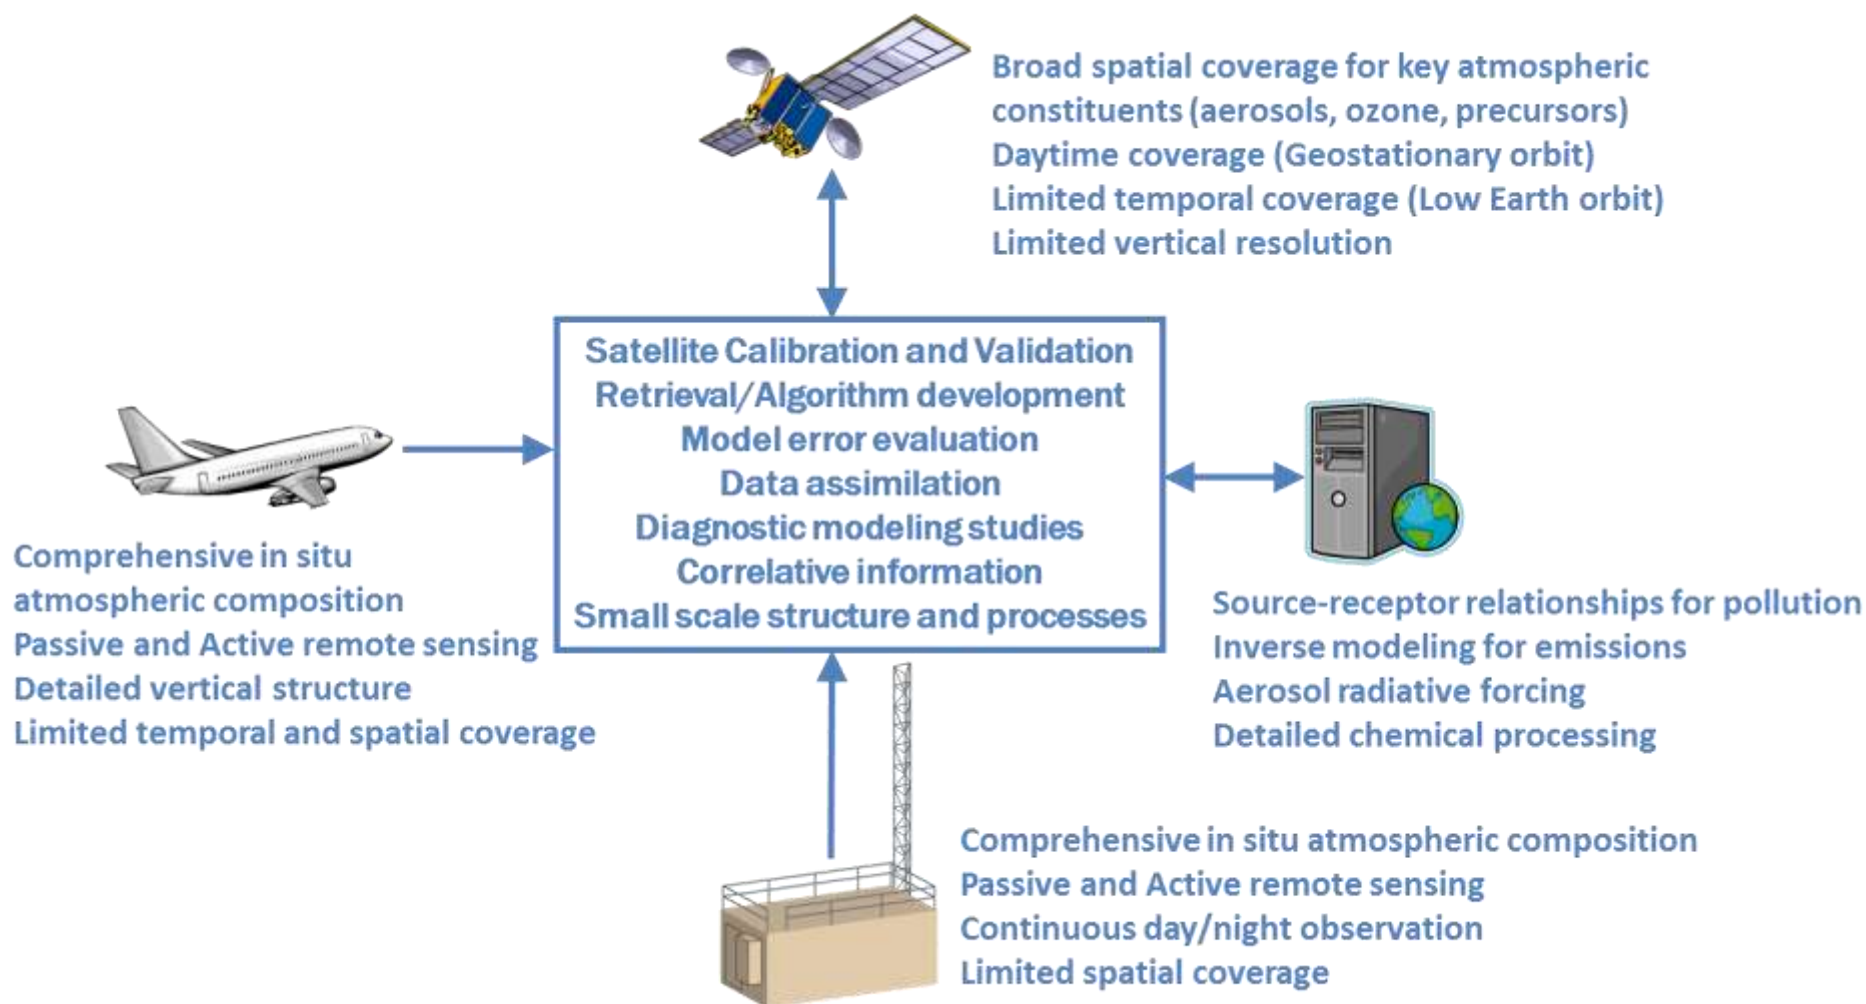 Broad spatial coverage for key atmospheric
constituents (aerosols, ozone, precursors)
Daytime coverage (Geostationary orbit)
Limited temporal coverage (Low Earth orbit)
Limited vertical resolution
Satellite Calibration and Validation
Retrieval/Algorithm development
Model error evaluation
Data assimilation
Diagnostic modeling studies
Correlative information
Small scale structure and processes
Comprehensive in situ
atmospheric composition
Passive and Active remote sensing
Detailed vertical structure
Limited temporal and spatial coverage
Source-receptor relationships for pollution
Inverse modeling for emissions
Aerosol radiative forcing
Detailed chemical processing
Comprehensive in situ atmospheric composition
Passive and Active remote sensing
Continuous day/night observation
Limited spatial coverage